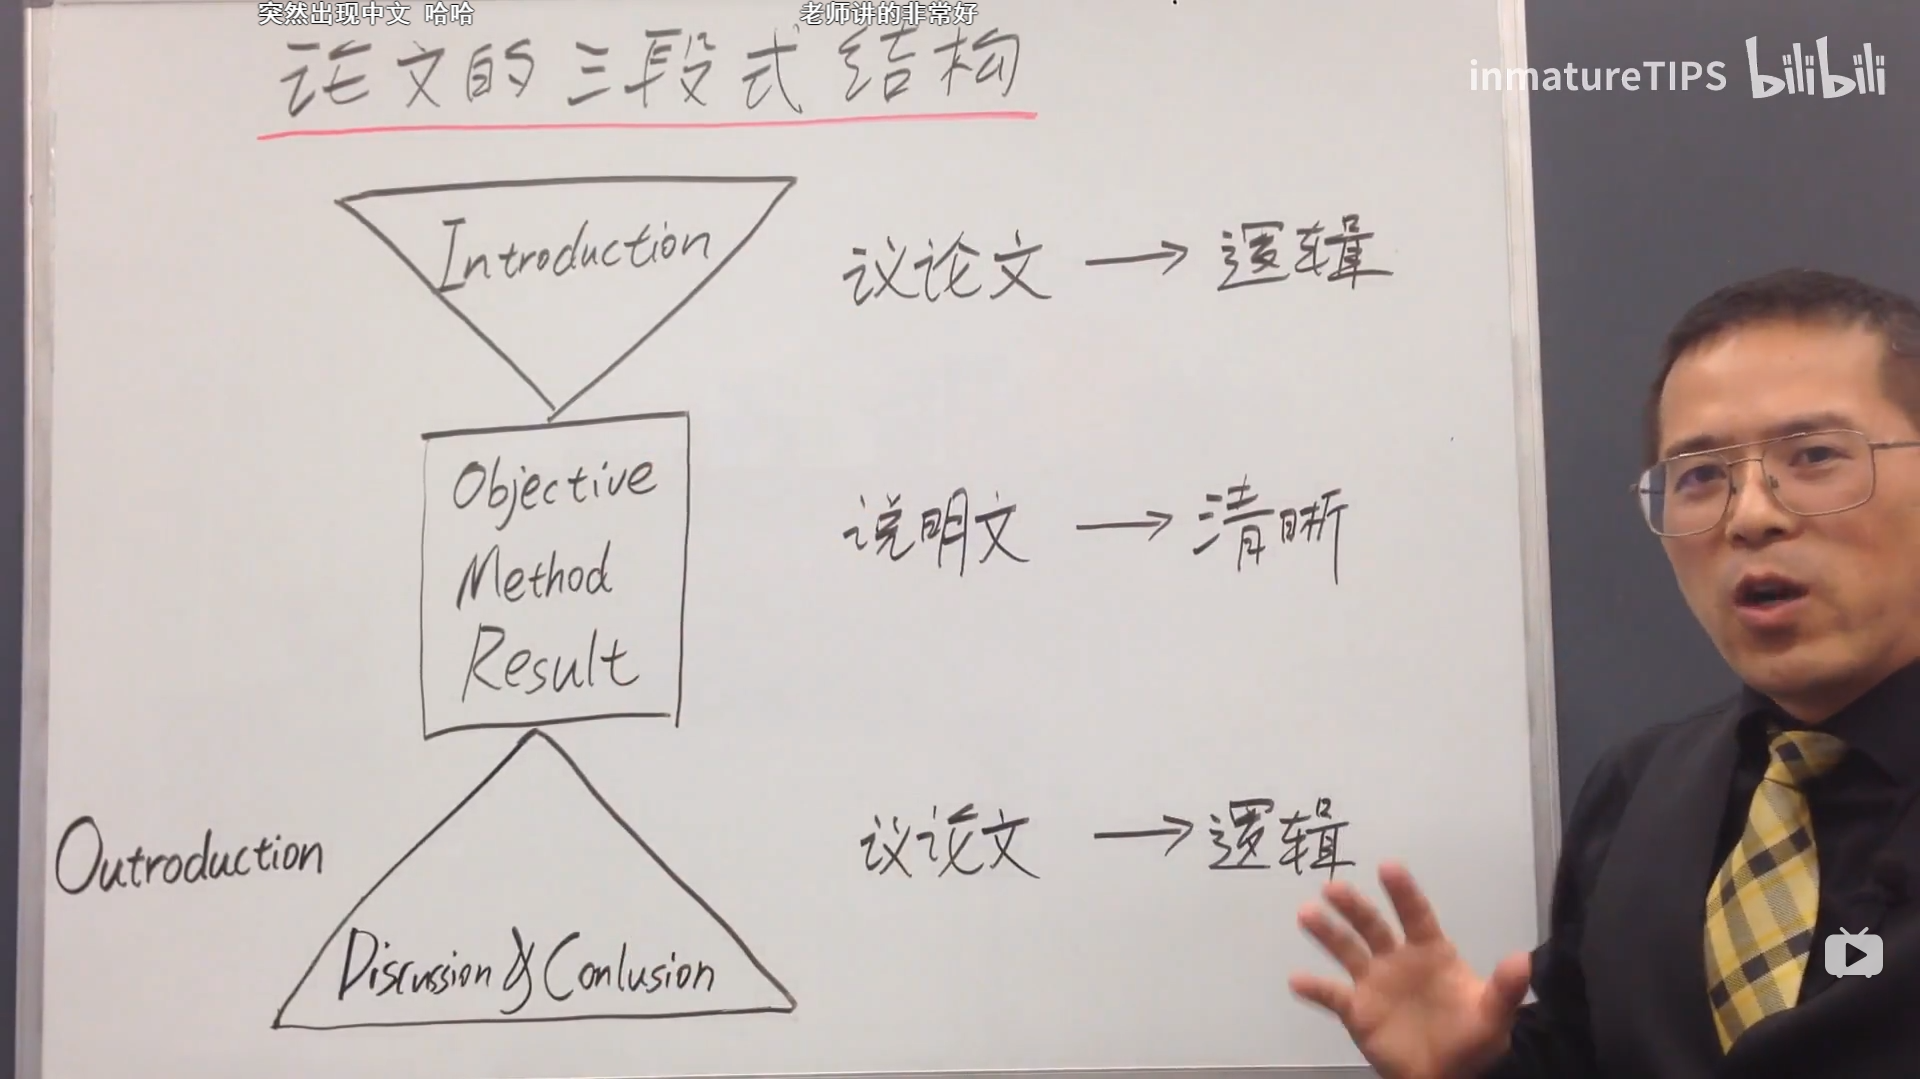 突然出现中文 哈哈
老师讲的非常好
论文的三段式结构
inmatureTIPS bilibili
Introduction
议论文 → 逻辑
Objective
Method
Result
说明文 → 清晰
Outroduction
议论文 → 逻辑
Discussion & Conlusion